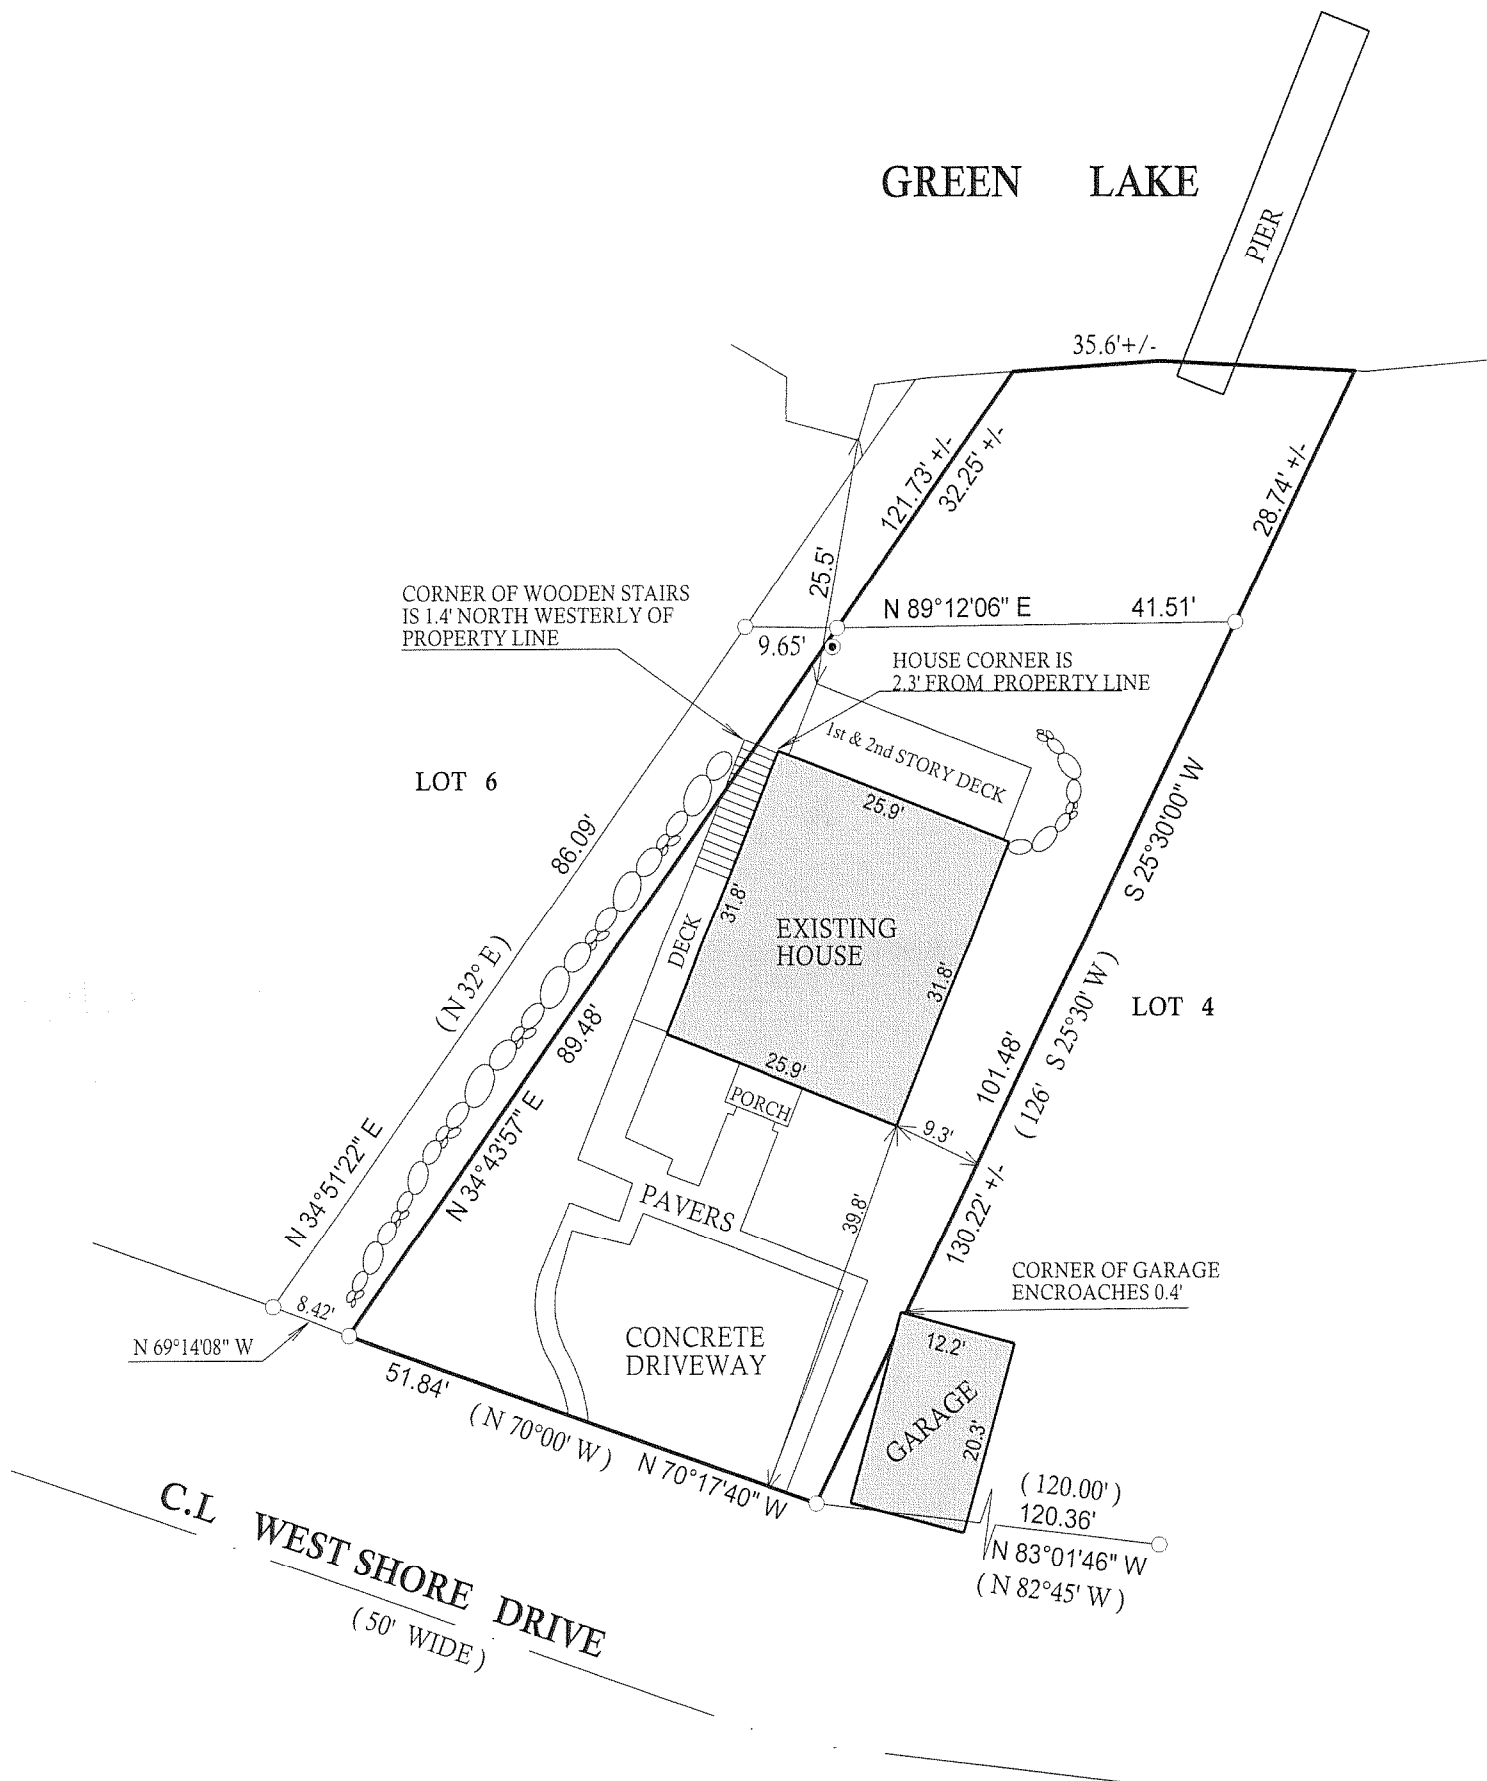 GREEN LAKE
PIER
35.6'+/-
121.73' +/-
32.25' +/-
28.74' +/-
25.5'
CORNER OF WOODEN STAIRS
IS 1.4' NORTH WESTERLY OF
PROPERTY LINE
N 89°12'06" E 41.51'
9.65'
HOUSE CORNER IS
2.3' FROM PROPERTY LINE
1st & 2nd STORY DECK
LOT 6
25.9'
S 25°30'00" W
86.09'
31.8'
DECK
EXISTING
HOUSE
31.8'
( N 32° E )
89.48'
LOT 4
101.48'
( 126' S 25°30' W )
25.9'
PORCH
9.3'
N 34°51'22" E
N 34°43'57" E
PAVERS
39.8'
130.22' +/-
CORNER OF GARAGE
ENCROACHES 0.4'
8.42'
N 69°14'08" W
CONCRETE
DRIVEWAY
12.2'
GARAGE
20.3'
51.84'
( N 70°00' W )
N 70°17'40" W
( 120.00' )
120.36'
N 83°01'46" W
( N 82°45' W )
C.L WEST SHORE DRIVE
( 50' WIDE )